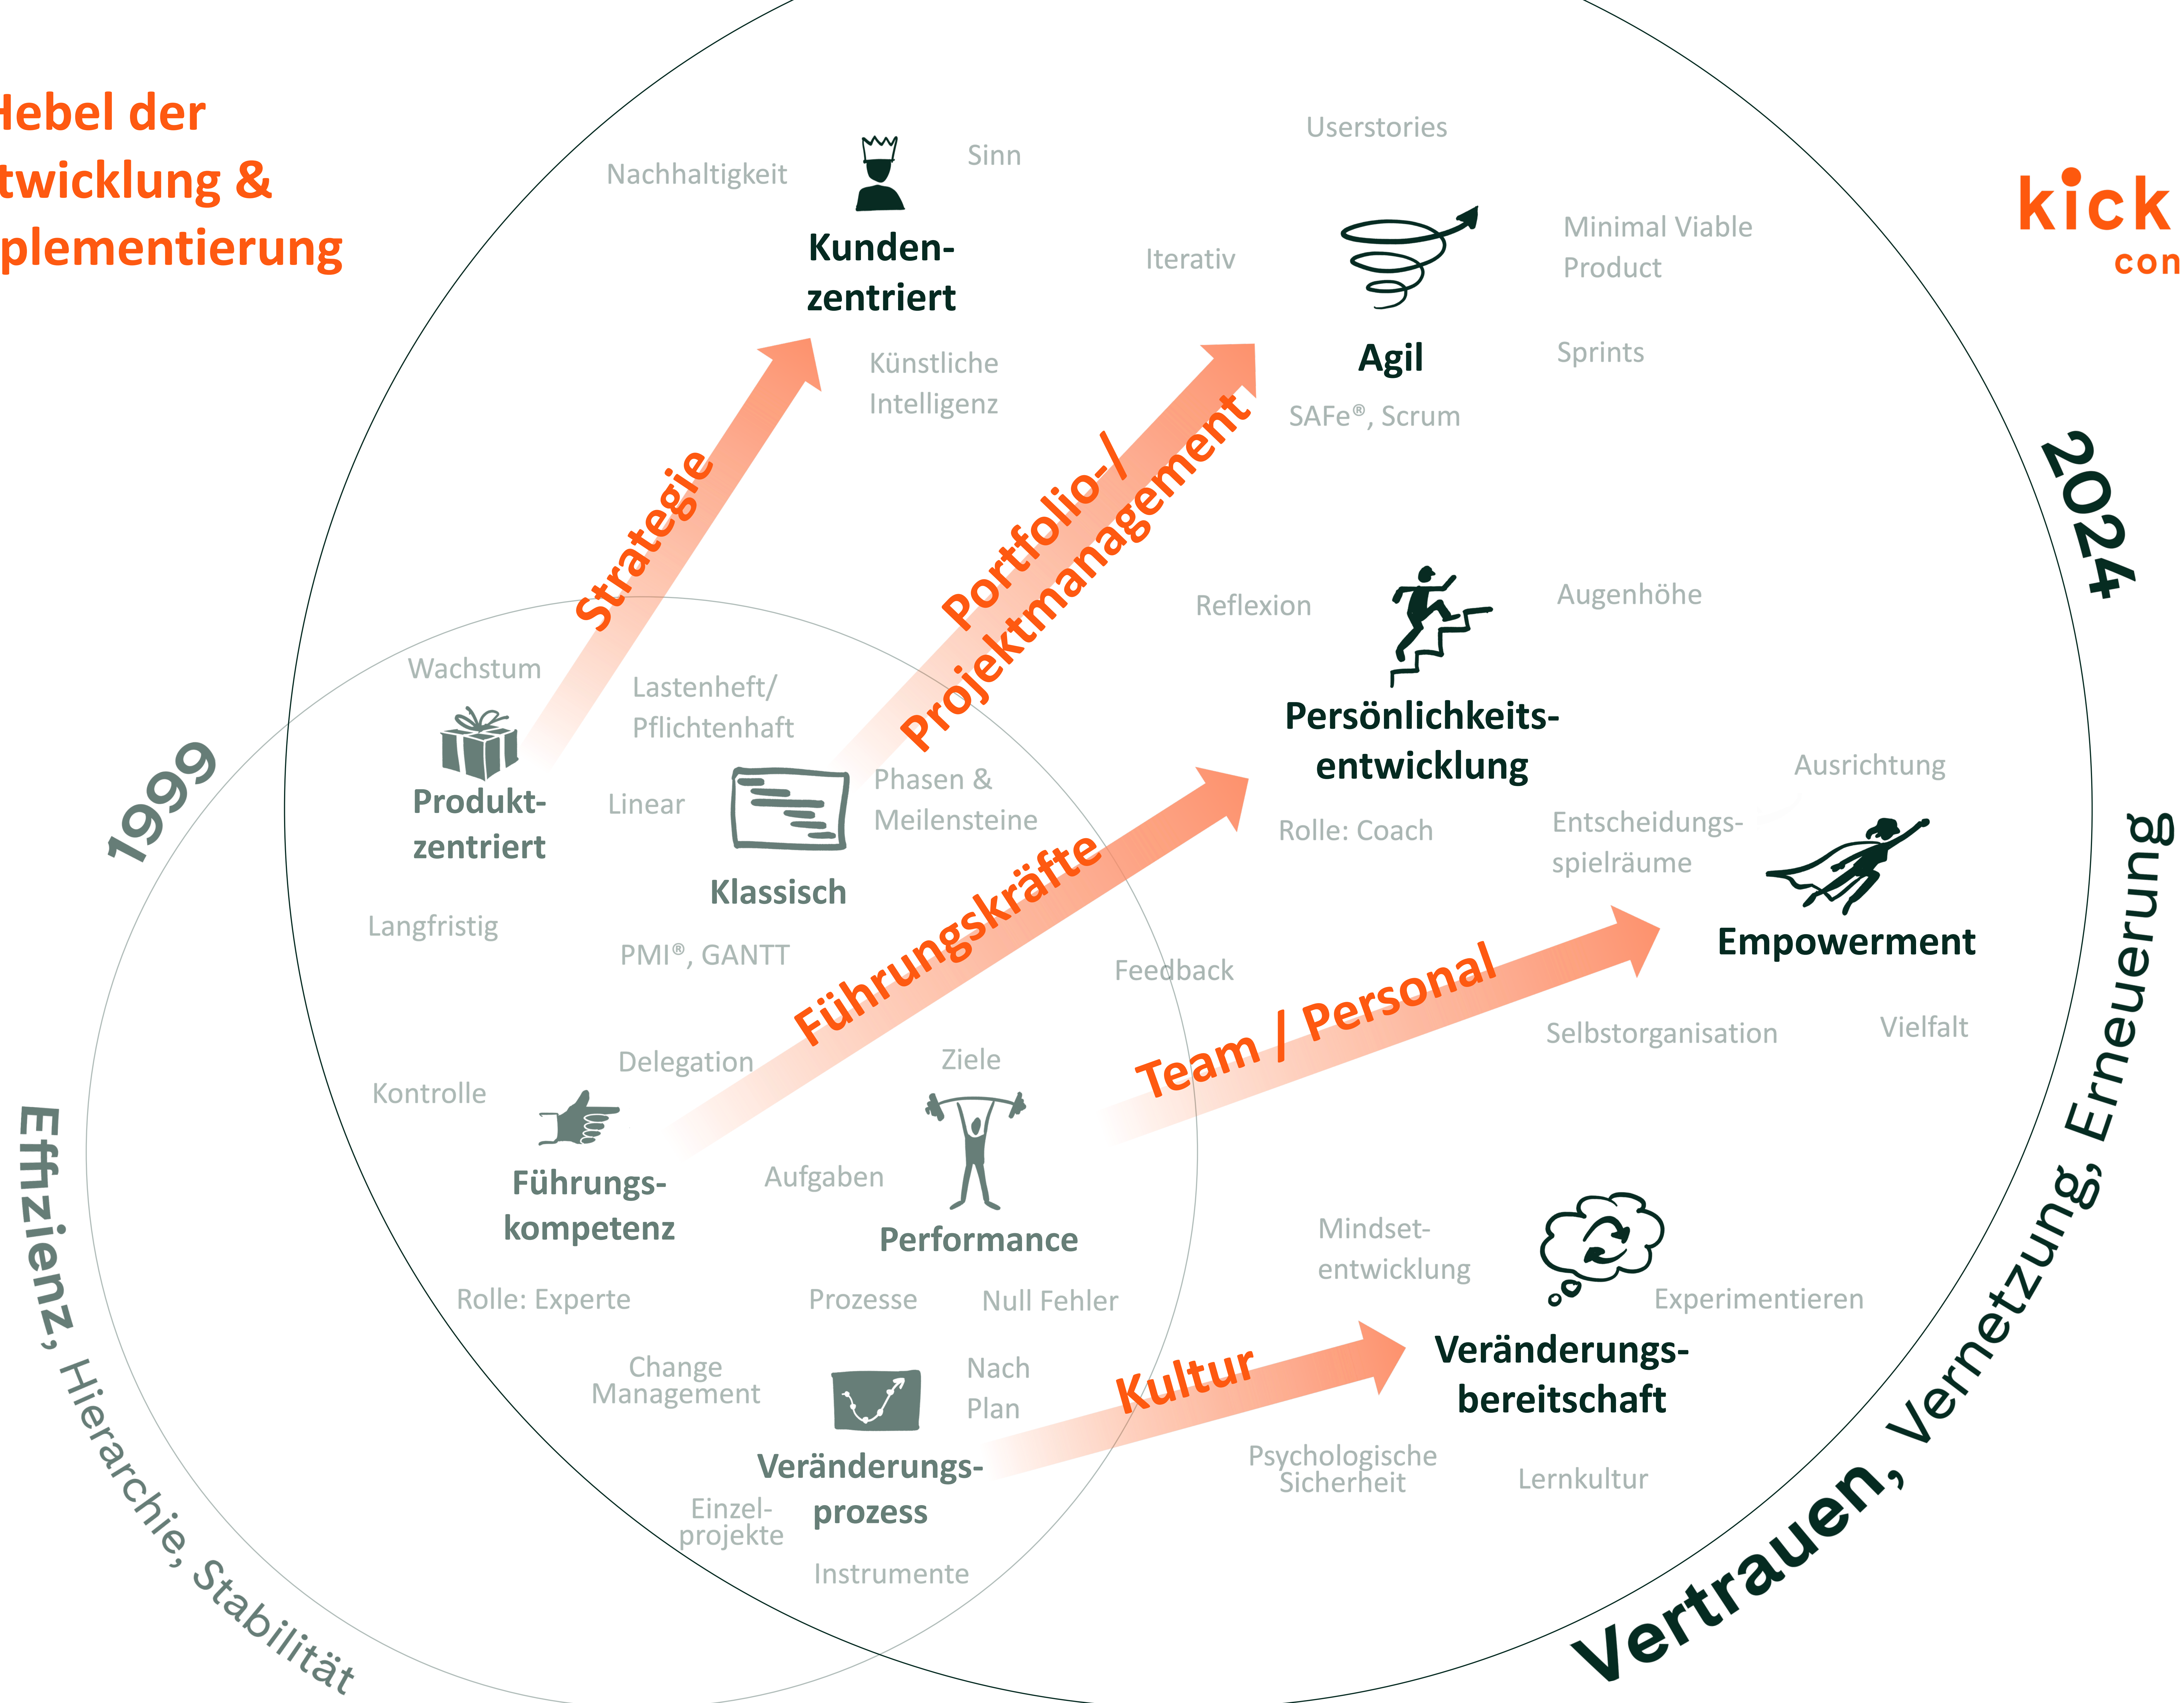 Hebel der
twicklung &
plementierung
kick
con
Nachhaltigkeit
Sinn
Kunden-
zentriert
Künstliche
Intelligenz
Userstories
Iterativ
Minimal Viable
Product
Agil
Sprints
SAFe®, Scrum
Strategie
Portfolio-/
Projektmanagement
2024
Reflexion
Augenhöhe
Persönlichkeits-
entwicklung
Rolle: Coach
1999
Wachstum
Produkt-
zentriert
Langfristig
Lastenheft/
Pflichtenhaft
Linear
Phasen &
Meilensteine
Klassisch
PMI®, GANTT
Führungskräfte
Ausrichtung
Entscheidungs-
spielräume
Empowerment
Feedback
Team / Personal
Selbstorganisation
Vielfalt
Delegation
Kontrolle
Führungs-
kompetenz
Rolle: Experte
Ziele
Aufgaben
Performance
Prozesse
Null Fehler
Mindset-
entwicklung
Experimentieren
Veränderungs-
bereitschaft
Psychologische
Sicherheit
Lernkultur
Kultur
Change
Management
Nach
Plan
Veränderungs-
prozess
Einzel-
projekte
Instrumente
Effizienz, Hierarchie, Stabilität
Vertrauen, Vernetzung, Erneuerung